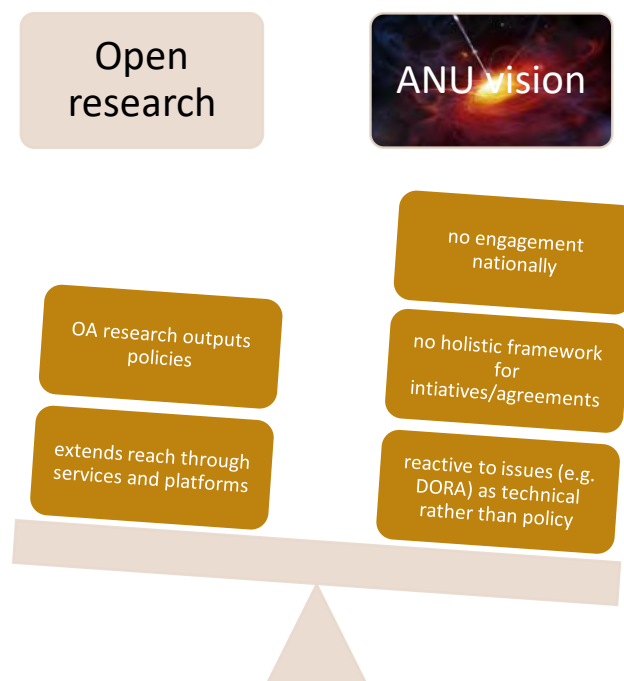 Open
research
ANU vision
no engagement
nationally
OA research outputs
policies
no holistic framework
for
intiatives/agreements
extends reach through
services and platforms
reactive to issues (e.g.
DORA) as technical
rather than policy